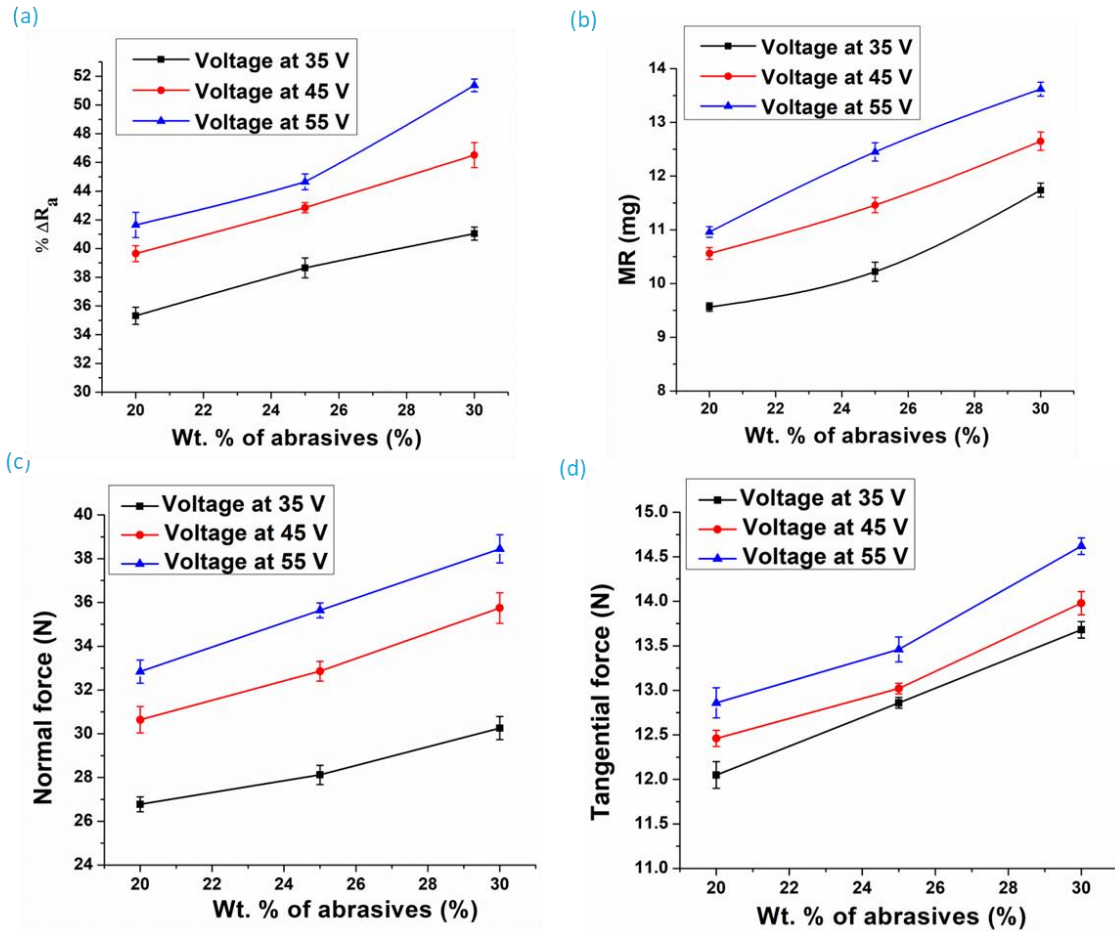 (a)
Voltage at 35 V
Voltage at 45 V
Voltage at 55 V
% ΔRa
52
50
48
46
44
42
40
38
36
34
32
30
20 22 24 26 28 30
Wt. % of abrasives (%)
(b)
Voltage at 35 V
Voltage at 45 V
Voltage at 55 V
MR (mg)
14
13
12
11
10
9
8
20 22 24 26 28 30
Wt. % of abrasives (%)
(c)
Voltage at 35 V
Voltage at 45 V
Voltage at 55 V
Normal force (N)
40
38
36
34
32
30
28
26
24
20 22 24 26 28 30
Wt. % of abrasives (%)
(d)
Voltage at 35 V
Voltage at 45 V
Voltage at 55 V
Tangential force (N)
15.0
14.5
14.0
13.5
13.0
12.5
12.0
11.5
11.0
20 22 24 26 28 30
Wt. % of abrasives (%)